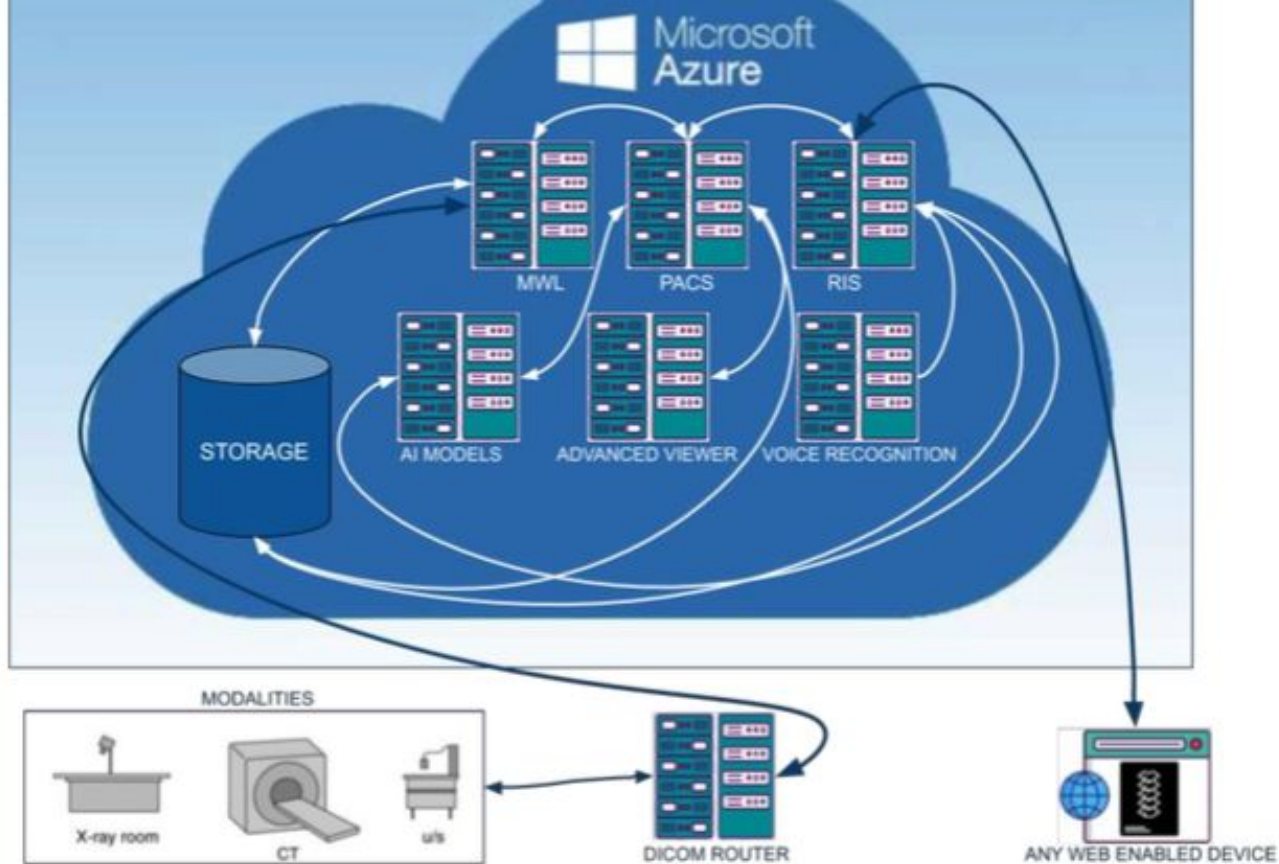 Microsoft
Azure
MWL
PACS
RIS
STORAGE
AI MODELS
ADVANCED VIEWER
VOICE RECOGNITION
MODALITIES
X-ray room
CT
u/s
DICOM ROUTER
ANY WEB ENABLED DEVICE